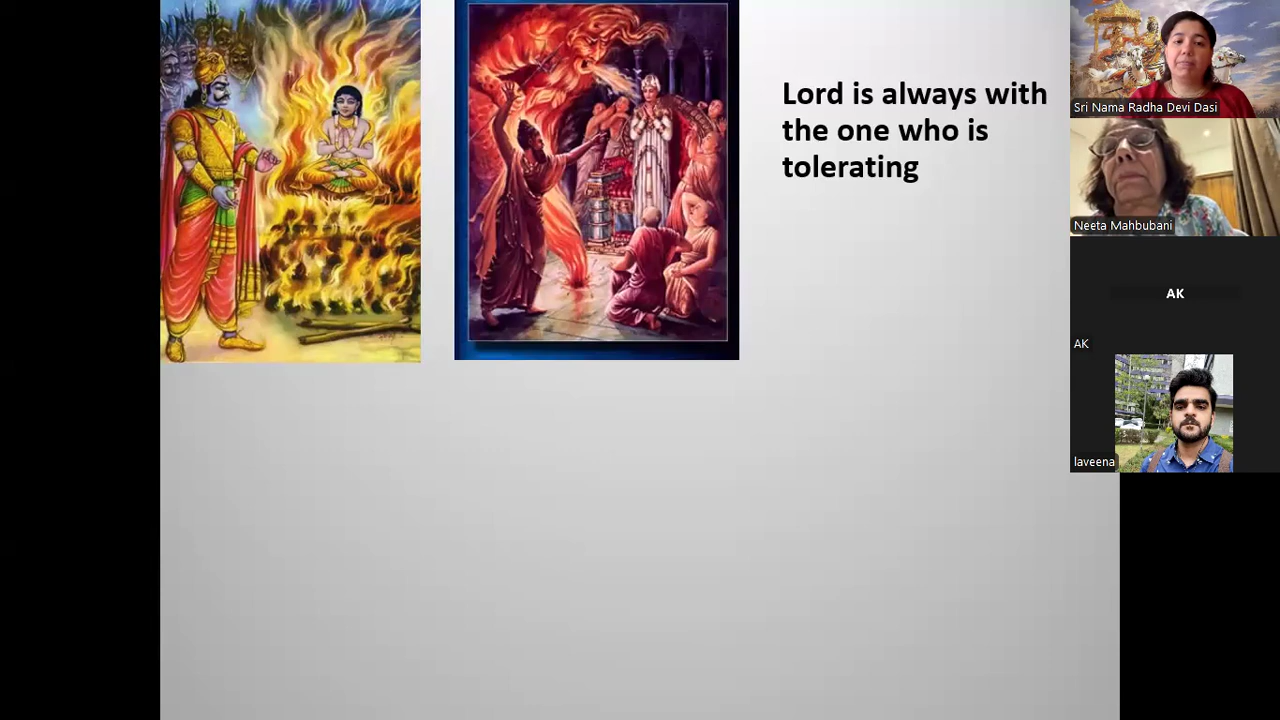 Lord is always with
the one who is
tolerating
Sri Nama Radha Devi Dasi
Neeta Mahbubani
AK
AK
laveena